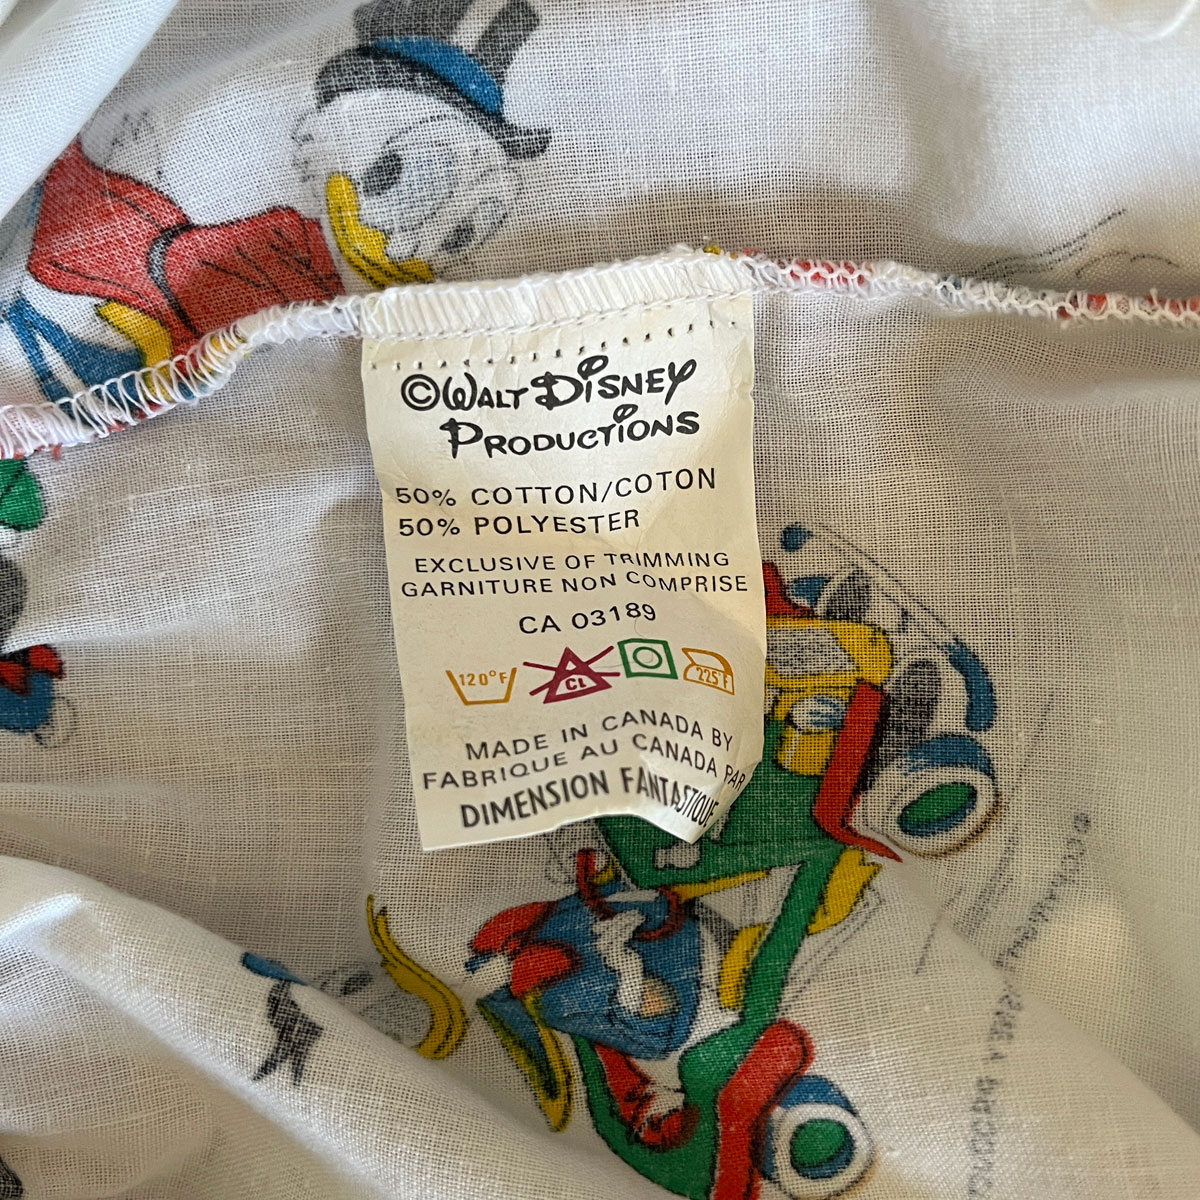 ©WALT DISNEY
PRODUCTIONS
50% COTTON/COTON
50% POLYESTER
EXCLUSIVE OF TRIMMING
GARNITURE NON COMPRISE
CA 03189
120°F
CL
225°F
MADE IN CANADA BY
FABRIQUE AU CANADA PAR
DIMENSION FANTASTIQUE